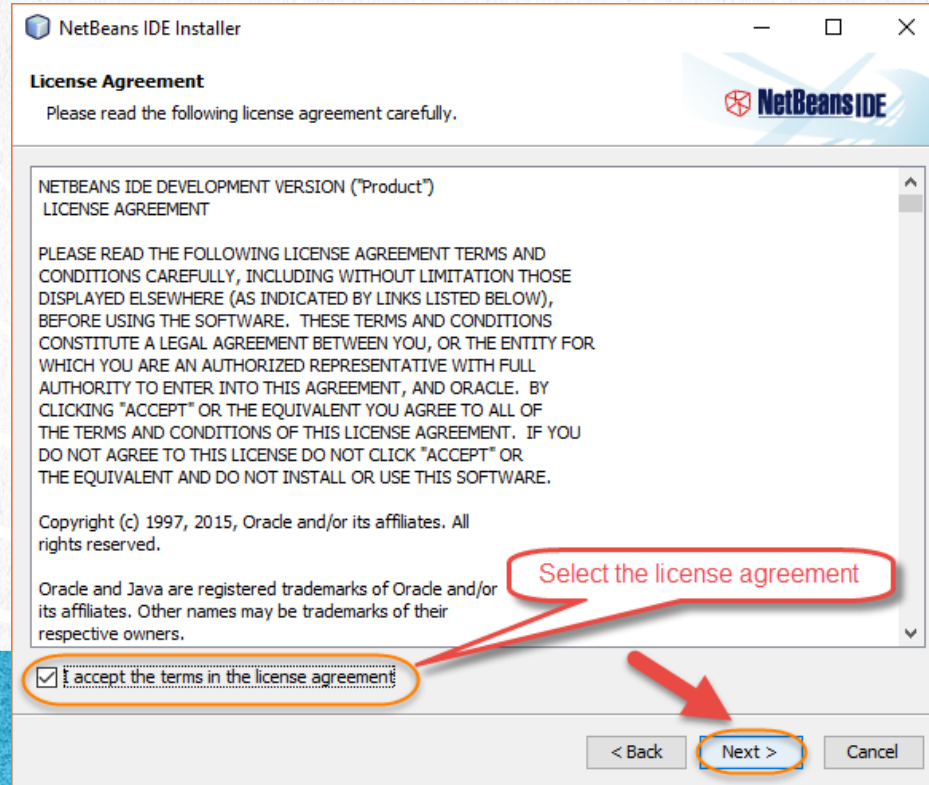 NetBeans IDE Installer
License Agreement
Please read the following license agreement carefully.
NetBeans IDE
NETBEANS IDE DEVELOPMENT VERSION ("Product")
LICENSE AGREEMENT
PLEASE READ THE FOLLOWING LICENSE AGREEMENT TERMS AND
CONDITIONS CAREFULLY, INCLUDING WITHOUT LIMITATION THOSE
DISPLAYED ELSEWHERE (AS INDICATED BY LINKS LISTED BELOW),
BEFORE USING THE SOFTWARE.  THESE TERMS AND CONDITIONS
CONSTITUTE A LEGAL AGREEMENT BETWEEN YOU, OR THE ENTITY FOR
WHICH YOU ARE AN AUTHORIZED REPRESENTATIVE WITH FULL
AUTHORITY TO ENTER INTO THIS AGREEMENT, AND ORACLE.  BY
CLICKING "ACCEPT" OR THE EQUIVALENT YOU AGREE TO ALL OF
THE TERMS AND CONDITIONS OF THIS LICENSE AGREEMENT.  IF YOU
DO NOT AGREE TO THIS LICENSE DO NOT CLICK "ACCEPT" OR
THE EQUIVALENT AND DO NOT INSTALL OR USE THIS SOFTWARE.
Copyright (c) 1997, 2015, Oracle and/or its affiliates. All
rights reserved.
Oracle and Java are registered trademarks of Oracle and/or
its affiliates. Other names may be trademarks of their
respective owners.
Select the license agreement
I accept the terms in the license agreement
< Back
Next >
Cancel